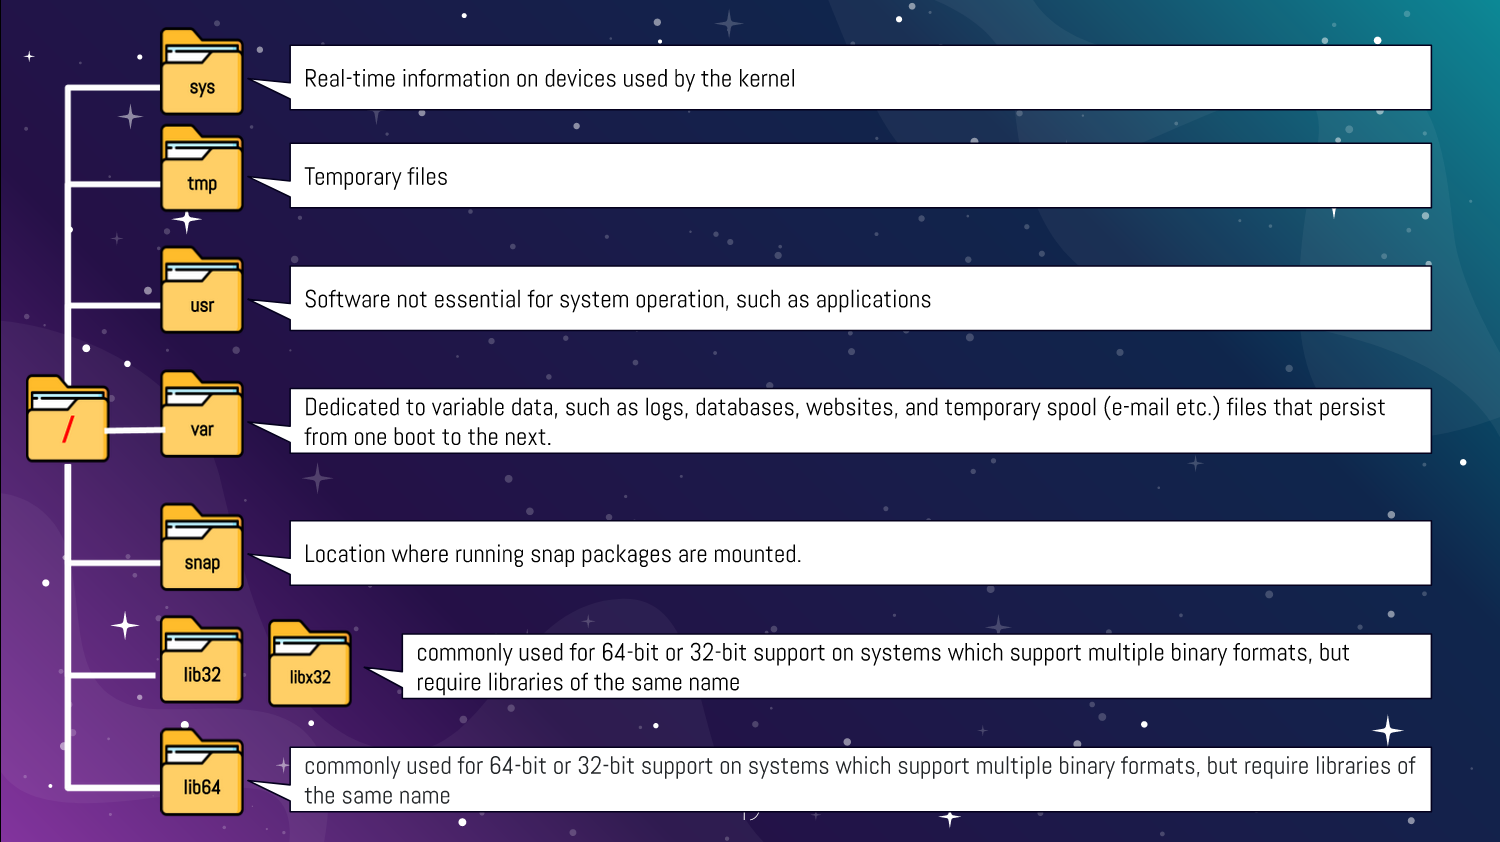 sys
Real-time information on devices used by the kernel
tmp
Temporary files
usr
Software not essential for system operation, such as applications
/
var
Dedicated to variable data, such as logs, databases, websites, and temporary spool (e-mail etc.) files that persist
from one boot to the next.
snap
Location where running snap packages are mounted.
lib32
libx32
commonly used for 64-bit or 32-bit support on systems which support multiple binary formats, but
require libraries of the same name
lib64
commonly used for 64-bit or 32-bit support on systems which support multiple binary formats, but require libraries of
the same name